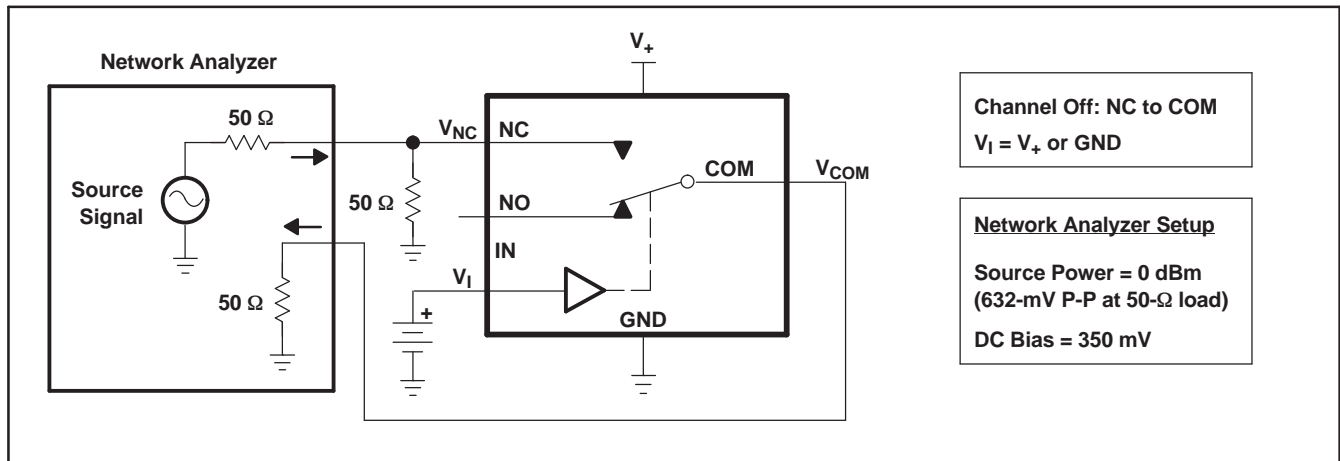 Network Analyzer
50 Ω
Source
Signal
50 Ω
50 Ω
V+
VNC
NC
NO
IN
VI
+
COM
VCOM
GND
Channel Off: NC to COM
VI = V+ or GND
Network Analyzer Setup
Source Power = 0 dBm
(632-mV P-P at 50-Ω load)
DC Bias = 350 mV